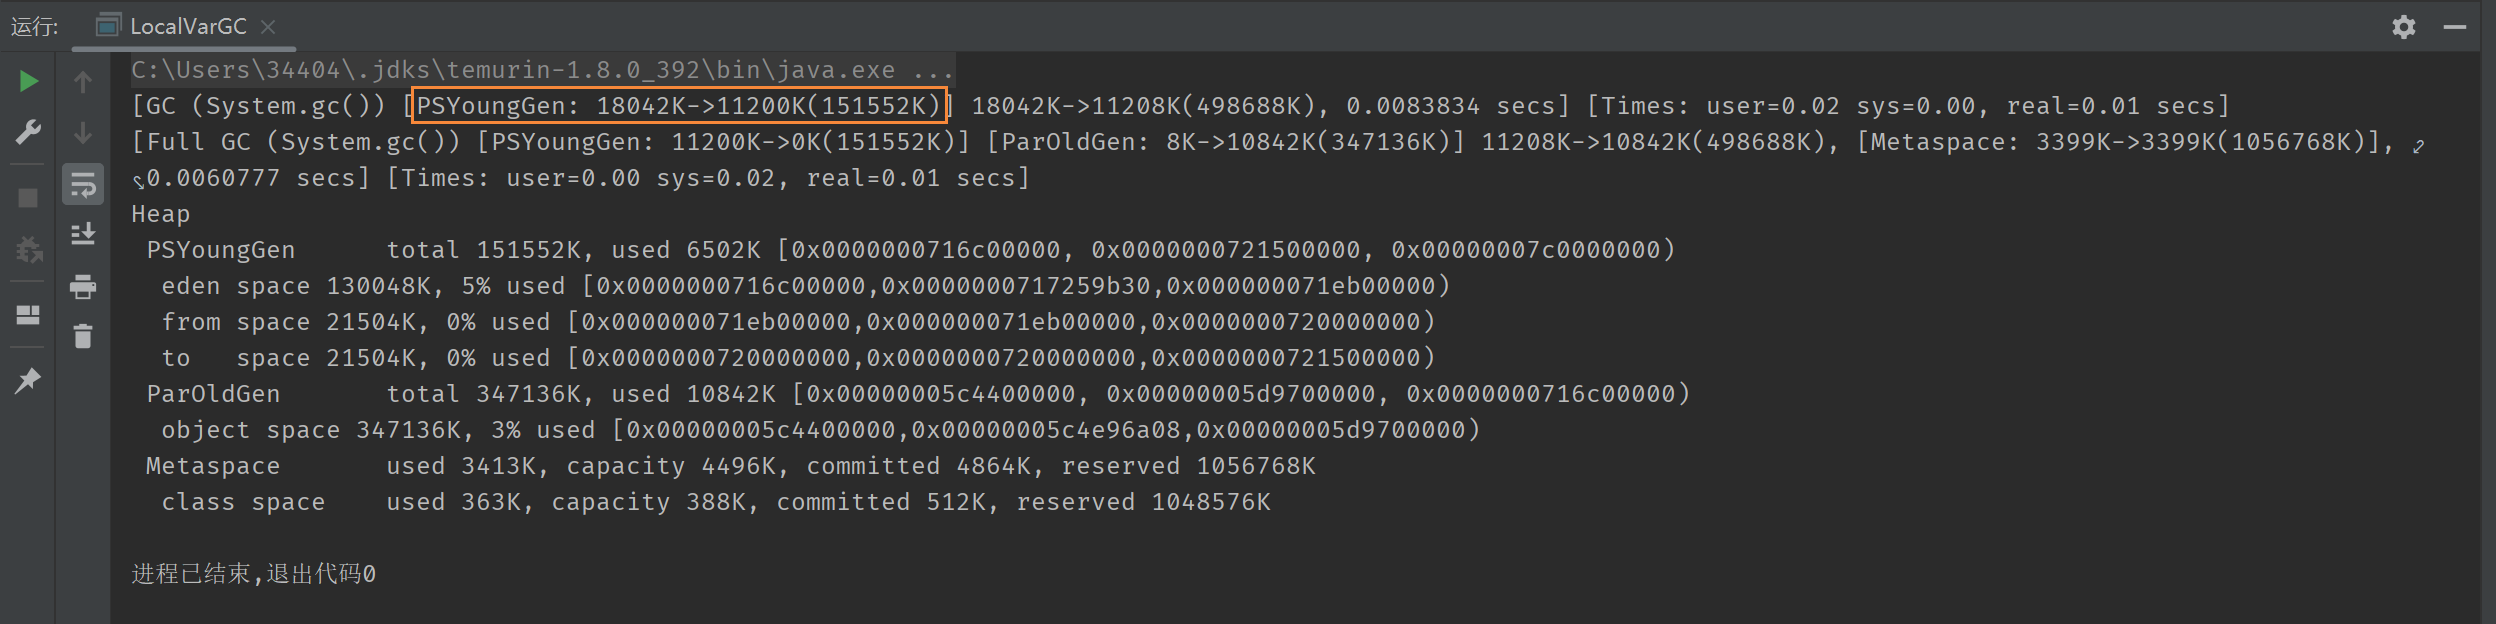 运行: LocalVarGC
C:\Users\34404\.jdks\temurin-1.8.0_392\bin\java.exe ...
[GC (System.gc()) [PSYoungGen: 18042K->11200K(151552K)] 18042K->11208K(498688K), 0.0083834 secs] [Times: user=0.02 sys=0.00, real=0.01 secs]
[Full GC (System.gc()) [PSYoungGen: 11200K->0K(151552K)] [ParOldGen: 8K->10842K(347136K)] 11208K->10842K(498688K), [Metaspace: 3399K->3399K(1056768K)],
0.0060777 secs] [Times: user=0.00 sys=0.02, real=0.01 secs]
Heap
 PSYoungGen      total 151552K, used 6502K [0x0000000716c00000, 0x0000000721500000, 0x00000007c0000000)
  eden space 130048K, 5% used [0x0000000716c00000,0x0000000717259b30,0x000000071eb00000)
  from space 21504K, 0% used [0x000000071eb00000,0x000000071eb00000,0x0000000720000000)
  to   space 21504K, 0% used [0x0000000720000000,0x0000000720000000,0x0000000721500000)
 ParOldGen       total 347136K, used 10842K [0x00000005c4400000, 0x00000005d9700000, 0x0000000716c00000)
  object space 347136K, 3% used [0x00000005c4400000,0x00000005c4e96a08,0x00000005d9700000)
 Metaspace       used 3413K, capacity 4496K, committed 4864K, reserved 1056768K
  class space    used 363K, capacity 388K, committed 512K, reserved 1048576K
进程已结束,退出代码0